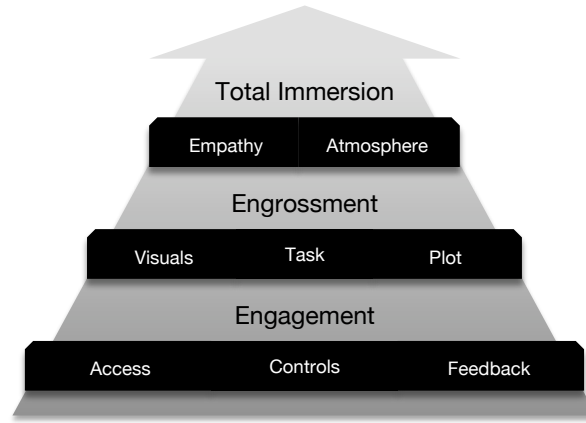 Total Immersion
Empathy Atmosphere
Engrossment
Visuals Task Plot
Engagement
Access Controls Feedback